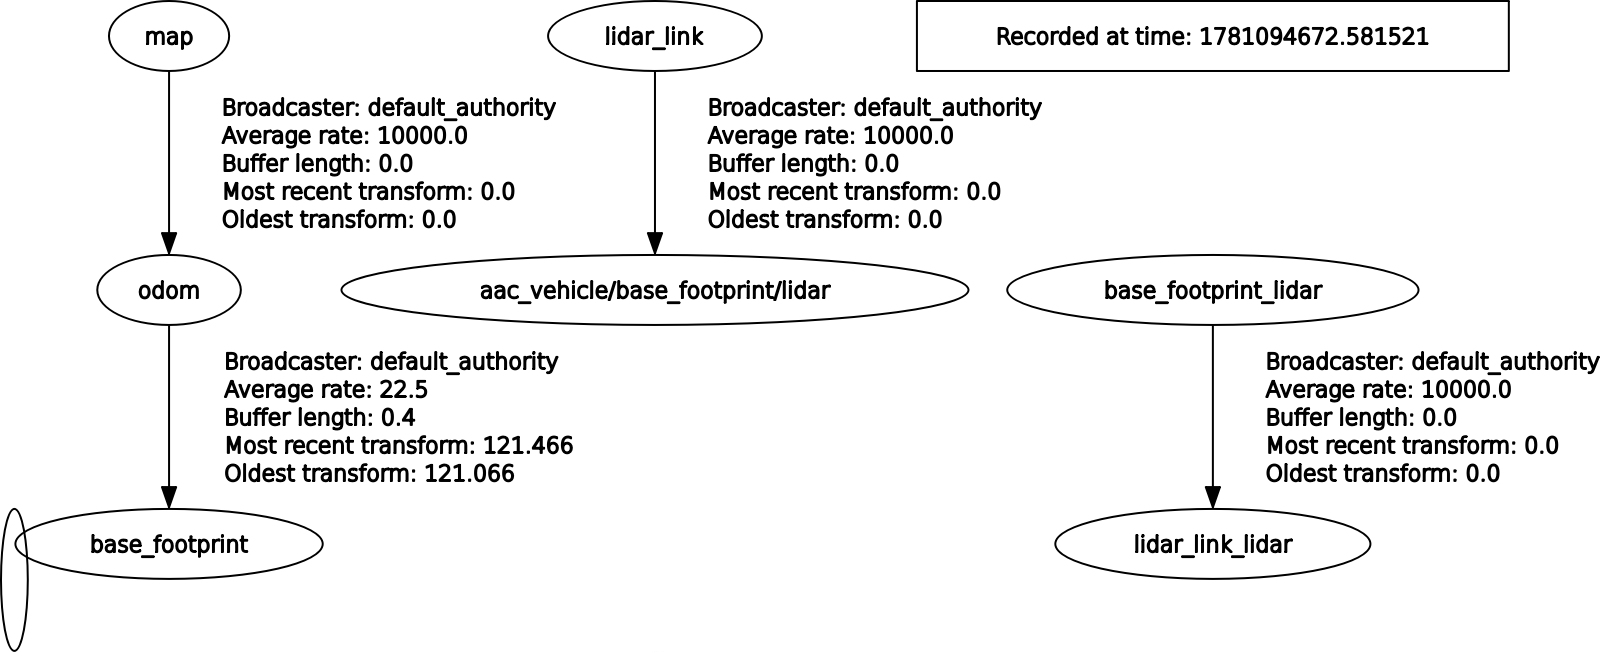 map
lidar_link
Recorded at time: 1781094672.581521
Broadcaster: default_authority
Average rate: 10000.0
Buffer length: 0.0
Most recent transform: 0.0
Oldest transform: 0.0
Broadcaster: default_authority
Average rate: 10000.0
Buffer length: 0.0
Most recent transform: 0.0
Oldest transform: 0.0
odom
aac_vehicle/base_footprint/lidar
base_footprint_lidar
Broadcaster: default_authority
Average rate: 22.5
Buffer length: 0.4
Most recent transform: 121.466
Oldest transform: 121.066
Broadcaster: default_authority
Average rate: 10000.0
Buffer length: 0.0
Most recent transform: 0.0
Oldest transform: 0.0
base_footprint
lidar_link_lidar